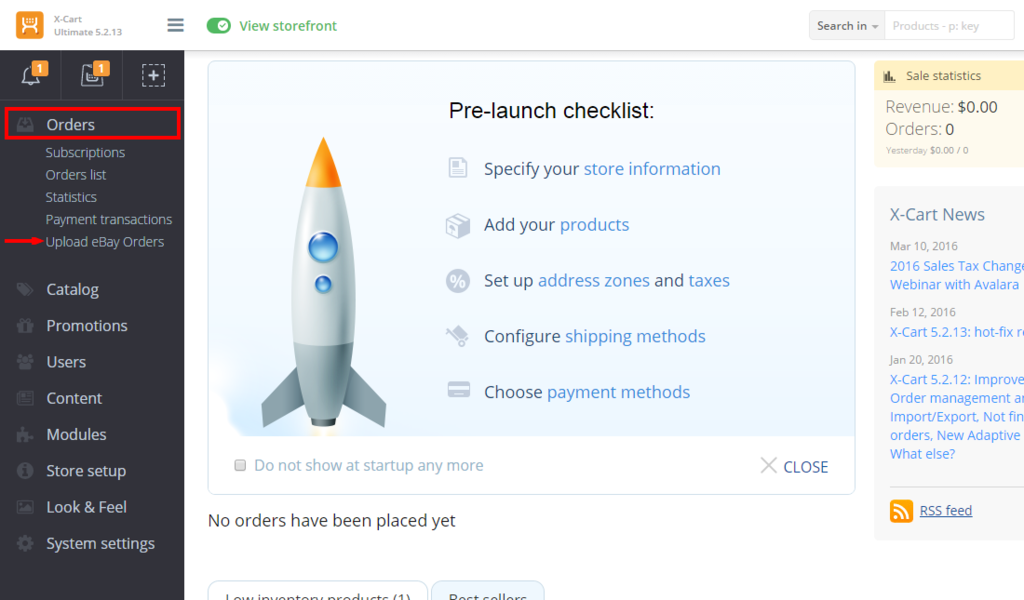 X-Cart
Ultimate 5.2.13
View storefront
Search in
Products - p: key
1
1
Orders
Subscriptions
Orders list
Statistics
Payment transactions
Upload eBay Orders
Catalog
Promotions
Users
Content
Modules
Store setup
Look & Feel
System settings
Pre-launch checklist:
Specify your store information
Add your products
% Set up address zones and taxes
Configure shipping methods
Choose payment methods
Do not show at startup any more
CLOSE
No orders have been placed yet
Low inventory products (1)
Best sellers
Sale statistics
Revenue: $0.00
Orders: 0
Yesterday $0.00 / 0
X-Cart News
Mar 10, 2016
2016 Sales Tax Change
Webinar with Avalara
Feb 12, 2016
X-Cart 5.2.13: hot-fix r
Jan 20, 2016
X-Cart 5.2.12: Improve
Order management a
Import/Export, Not fin
orders, New Adaptive
What else?
RSS feed